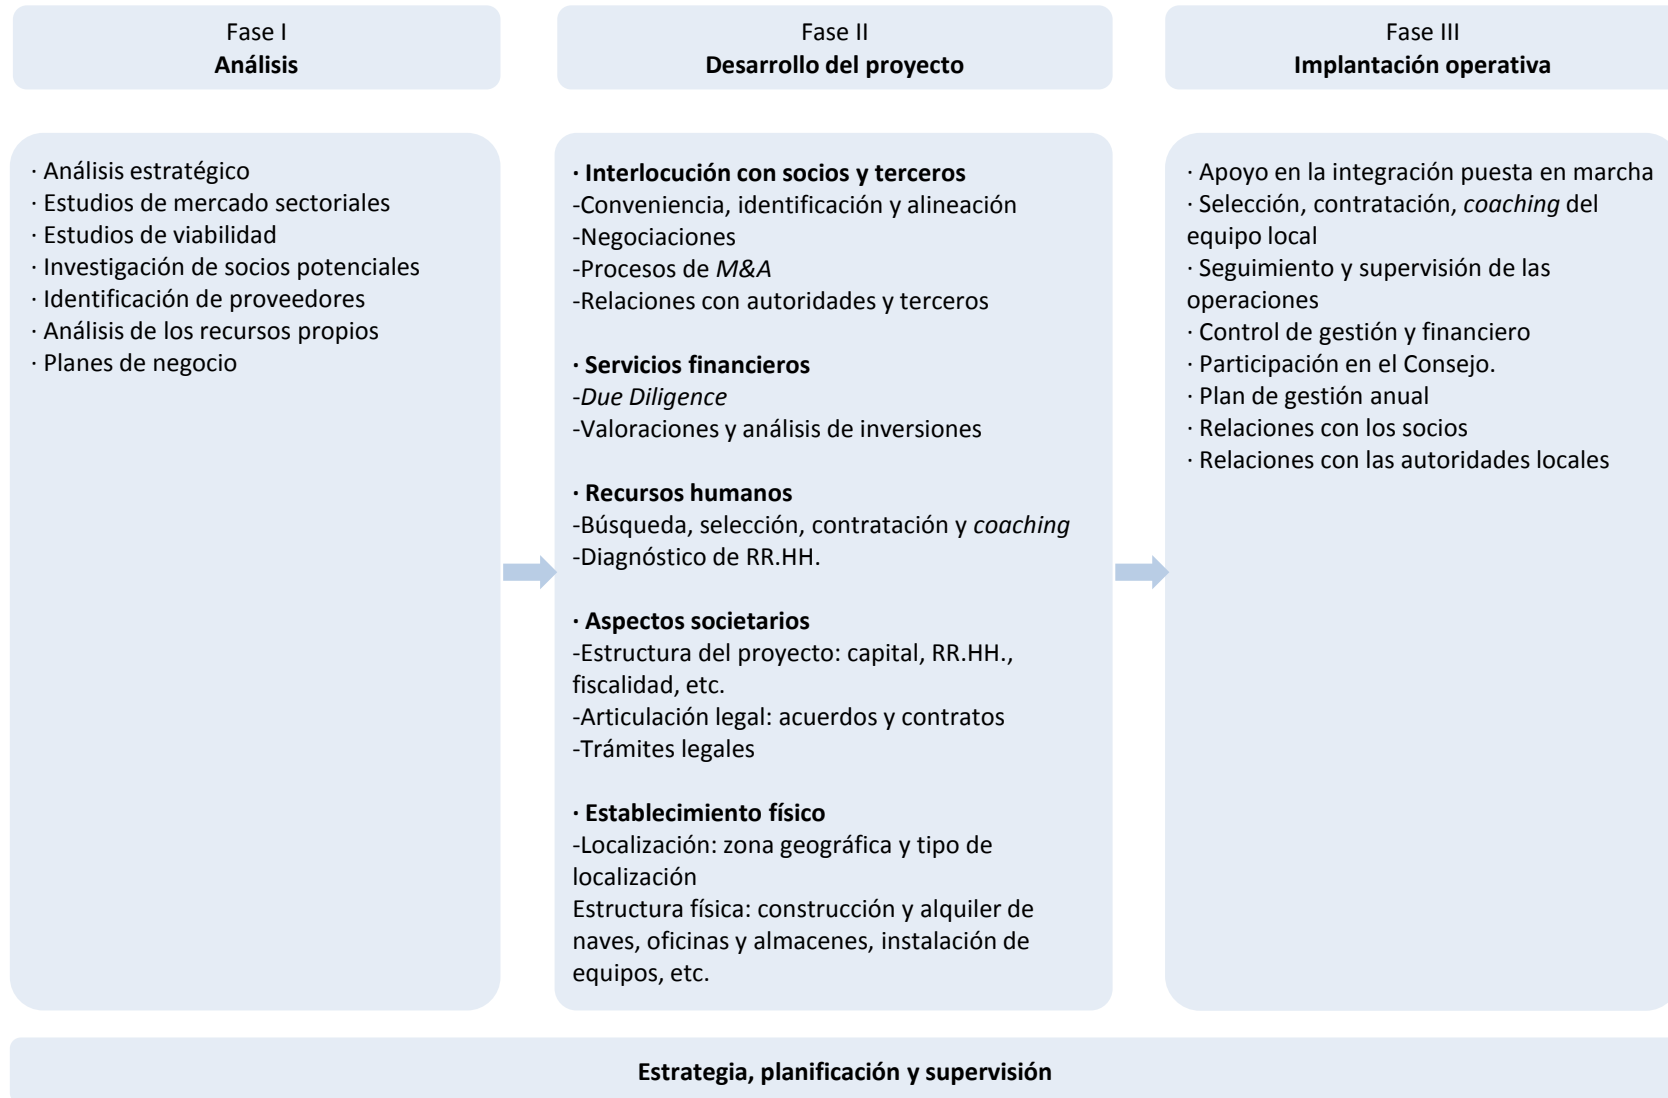 Fase I
Análisis
Fase II
Desarrollo del proyecto
Fase III
Implantación operativa
· Análisis estratégico
· Estudios de mercado sectoriales
· Estudios de viabilidad
· Investigación de socios potenciales
· Identificación de proveedores
· Análisis de los recursos propios
· Planes de negocio
· Interlocución con socios y terceros
-Conveniencia, identificación y alineación
-Negociaciones
-Procesos de M&A
-Relaciones con autoridades y terceros
· Servicios financieros
-Due Diligence
-Valoraciones y análisis de inversiones
· Recursos humanos
-Búsqueda, selección, contratación y coaching
-Diagnóstico de RR.HH.
· Aspectos societarios
-Estructura del proyecto: capital, RR.HH.,
fiscalidad, etc.
-Articulación legal: acuerdos y contratos
-Trámites legales
· Establecimiento físico
-Localización: zona geográfica y tipo de
localización
Estructura física: construcción y alquiler de
naves, oficinas y almacenes, instalación de
equipos, etc.
· Apoyo en la integración puesta en marcha
· Selección, contratación, coaching del
equipo local
· Seguimiento y supervisión de las
operaciones
· Control de gestión y financiero
· Participación en el Consejo.
· Plan de gestión anual
· Relaciones con los socios
· Relaciones con las autoridades locales
Estrategia, planificación y supervisión